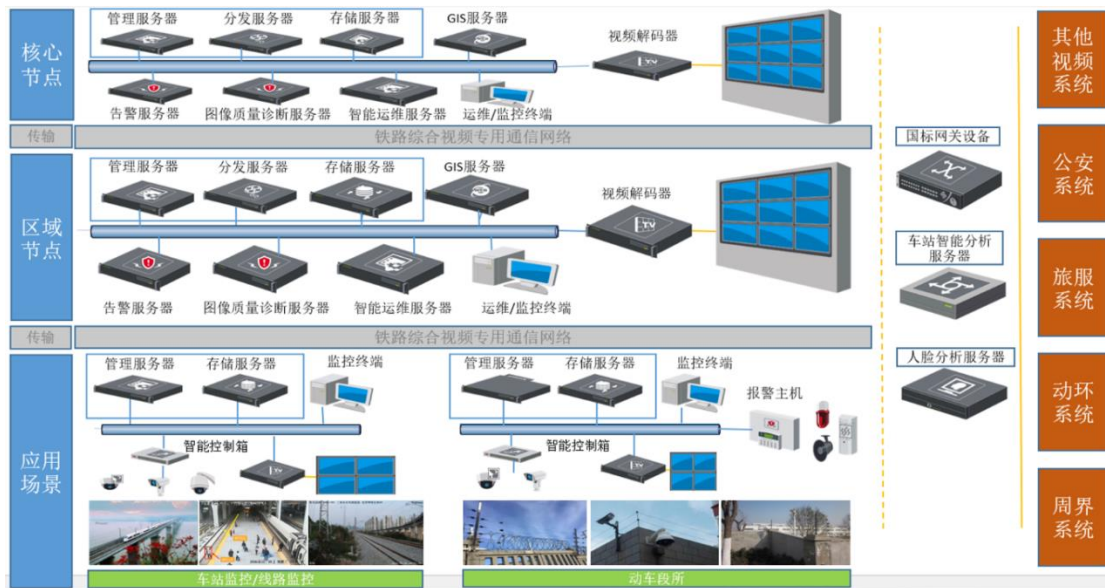 核心
节点
管理服务器
分发服务器
存储服务器
GIS服务器
视频解码器
告警服务器
图像质量诊断服务器
智能运维服务器
运维/监控终端
传输
铁路综合视频专用通信网络
区域
节点
管理服务器
分发服务器
存储服务器
GIS服务器
视频解码器
告警服务器
图像质量诊断服务器
智能运维服务器
运维/监控终端
传输
铁路综合视频专用通信网络
应用
场景
管理服务器
存储服务器
监控终端
智能控制箱
车站监控/线路监控
管理服务器
存储服务器
监控终端
报警主机
智能控制箱
动车段所
国标网关设备
车站智能分析
服务器
人脸分析服务器
其他
视频
系统
公安
系统
旅服
系统
动环
系统
周界
系统